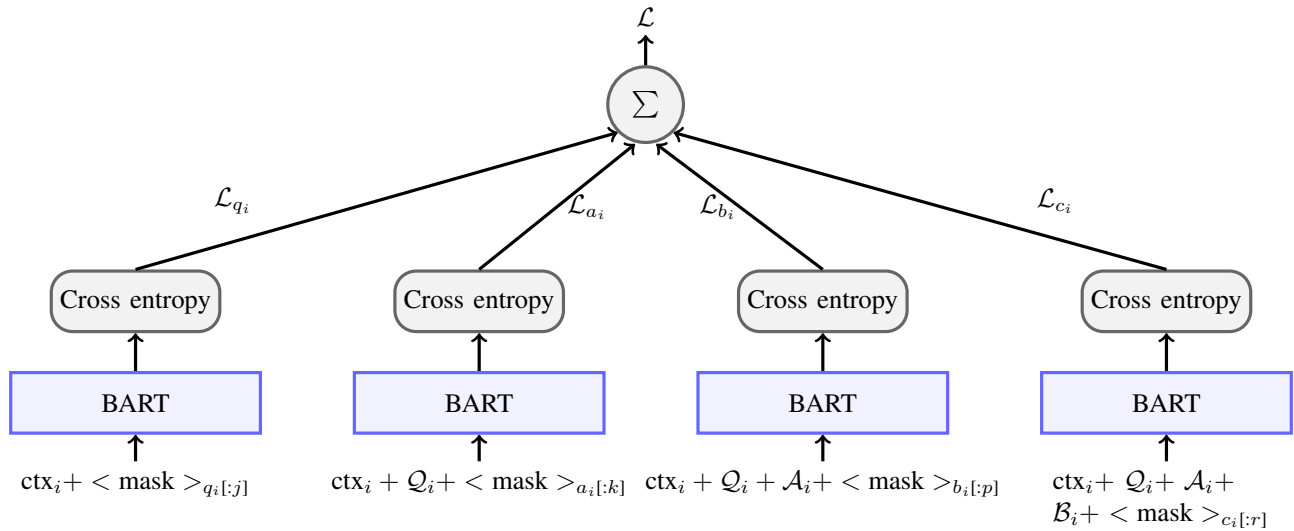 ℒ
∑
ℒ_{q_i} ℒ_{a_i} ℒ_{b_i} ℒ_{c_i}
Cross entropy Cross entropy Cross entropy Cross entropy
BART BART BART BART
ctx_i+ < mask >_{q_i[:j]} ctx_i + 𝒬_i+ < mask >_{a_i[:k]} ctx_i + 𝒬_i + 𝒜_i+ < mask >_{b_i[:p]} ctx_i+ 𝒬_i+ 𝒜_i+
ℬ_i+ < mask >_{c_i[:r]}